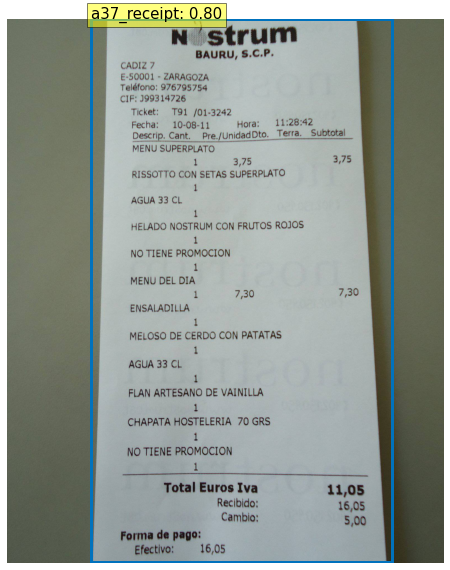 a37_receipt: 0.80
Nostrum
BAURU, S.C.P.
CADIZ 7
E-50001 - ZARAGOZA
Teléfono: 976795754
CIF: J99314726
Ticket: T91 /01-3242
Fecha: 10-08-11 Hora: 11:28:42
Descrip. Cant. Pre./Unidad Dto. Terra. Subtotal
MENU SUPERPLATO
1 3,75 3,75
RISSOTTO CON SETAS SUPERPLATO
1
AGUA 33 CL
1
HELADO NOSTRUM CON FRUTOS ROJOS
1
NO TIENE PROMOCION
1
MENU DEL DIA
1 7,30 7,30
ENSALADILLA
1
MELOSO DE CERDO CON PATATAS
1
AGUA 33 CL
1
FLAN ARTESANO DE VAINILLA
1
CHAPATA HOSTELERIA 70 GRS
1
NO TIENE PROMOCION
1
Total Euros Iva 11,05
Recibido: 16,05
Cambio: 5,00
Forma de pago:
Efectivo: 16,05